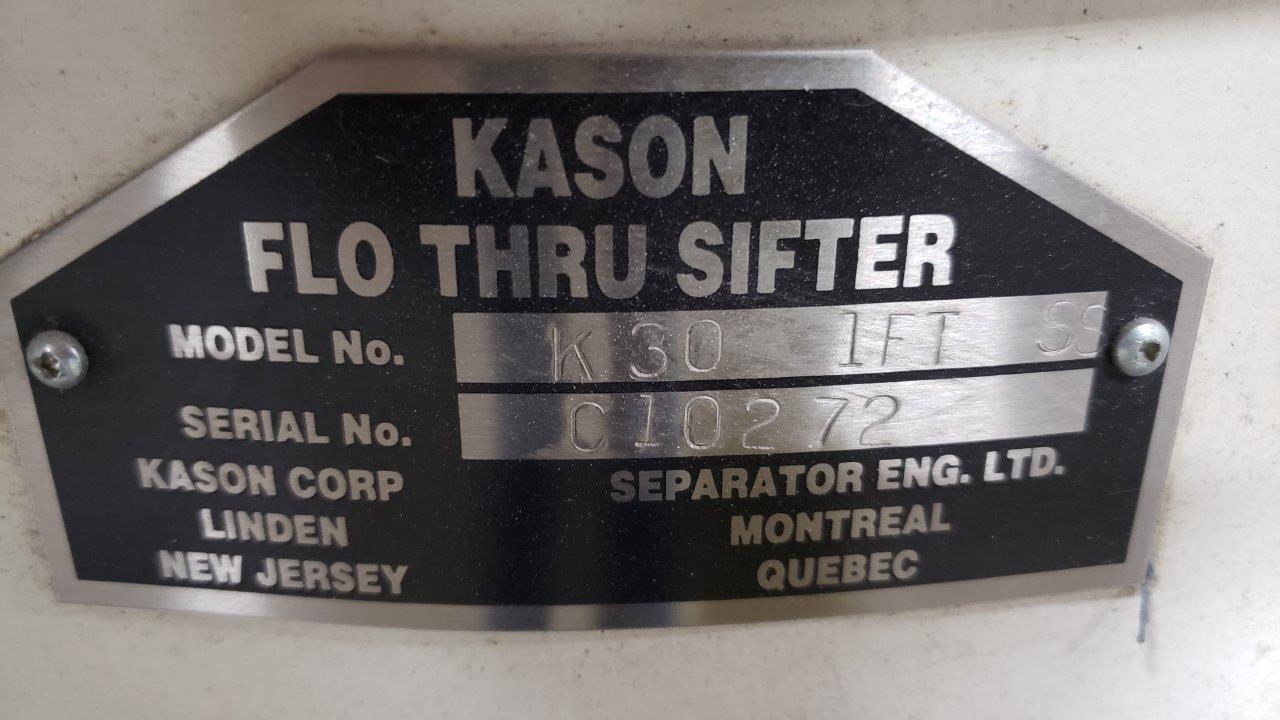 KASON
FLO THRU SIFTER
MODEL No. K 30 1FT SS
SERIAL No. C10272
KASON CORP
LINDEN
NEW JERSEY
SEPARATOR ENG. LTD.
MONTREAL
QUEBEC